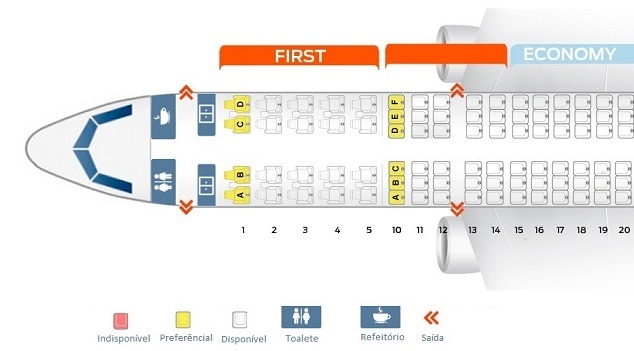 FIRST
ECONOMY
D
C
B
A
F
E
D
C
B
A
1 2 3 4 5 10 11 12 13 14 15 16 17 18 19 20
Indisponível Preferêncial Disponível Toalete Refeitório Saída